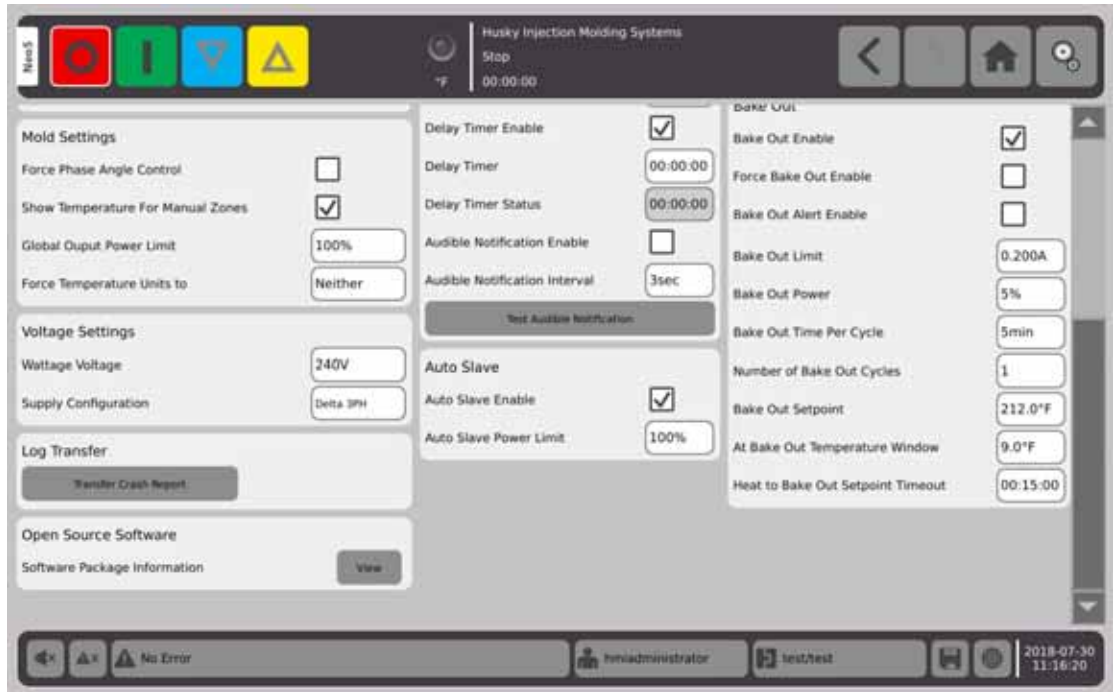 Neo5
Husky Injection Molding Systems
Stop
°F
00:00:00
Mold Settings
Force Phase Angle Control
Show Temperature For Manual Zones
Global Ouput Power Limit
100%
Force Temperature Units to
Neither
Voltage Settings
Wattage Voltage
240V
Supply Configuration
Delta 3PH
Log Transfer
Transfer Crash Report
Open Source Software
Software Package Information
View
Delay Timer Enable
Delay Timer
00:00:00
Delay Timer Status
00:00:00
Audible Notification Enable
Audible Notification Interval
3sec
Test Audible Notification
Auto Slave
Auto Slave Enable
Auto Slave Power Limit
100%
Bake Out
Bake Out Enable
Force Bake Out Enable
Bake Out Alert Enable
Bake Out Limit
0.200A
Bake Out Power
5%
Bake Out Time Per Cycle
5min
Number of Bake Out Cycles
1
Bake Out Setpoint
212.0°F
At Bake Out Temperature Window
9.0°F
Heat to Bake Out Setpoint Timeout
00:15:00
No Error
hmiadministrator
test/test
2018-07-30
11:16:20